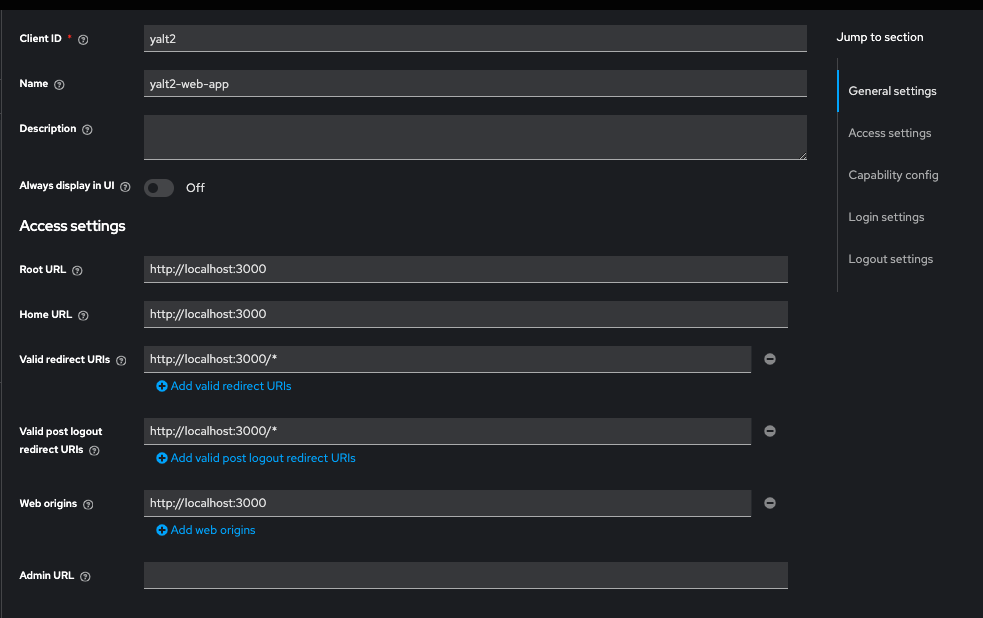 Client ID *
yalt2
Jump to section
Name
yalt2-web-app
General settings
Description
Access settings
Capability config
Always display in UI
Off
Login settings
Access settings
Logout settings
Root URL
http://localhost:3000
Home URL
http://localhost:3000
Valid redirect URIs
http://localhost:3000/*
Add valid redirect URIs
Valid post logout
redirect URIs
http://localhost:3000/*
Add valid post logout redirect URIs
Web origins
http://localhost:3000
Add web origins
Admin URL